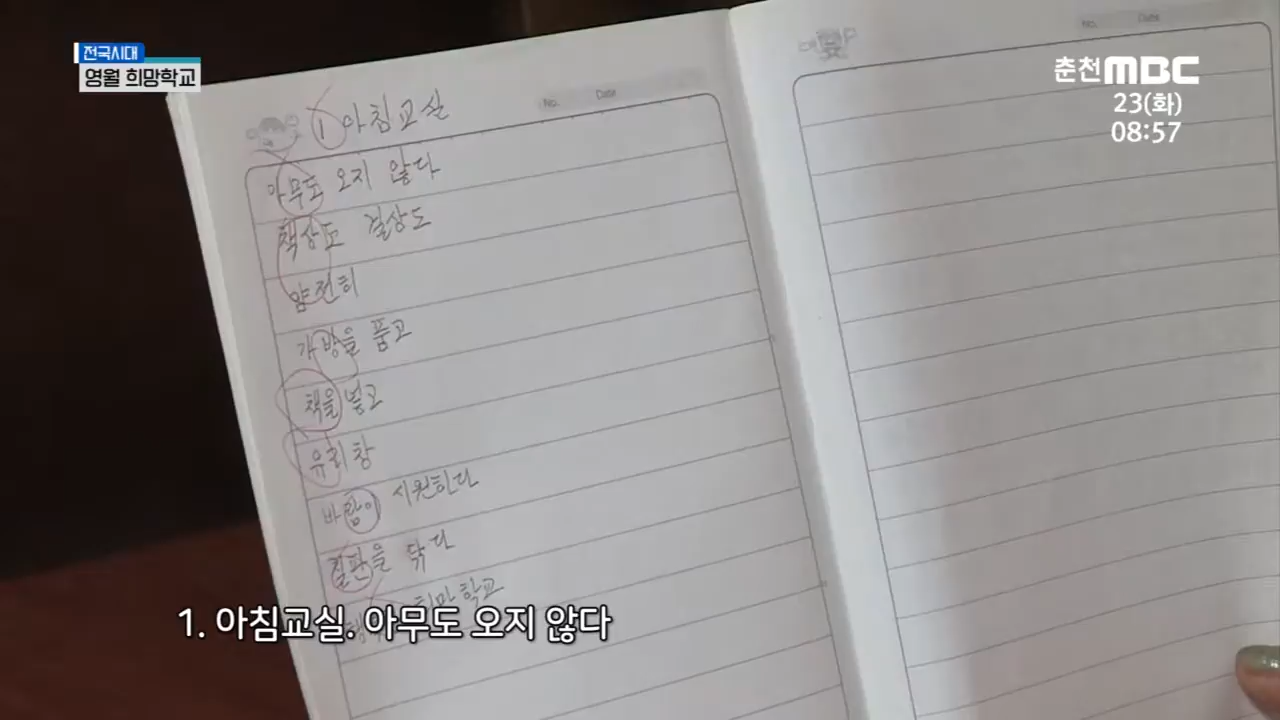 전국시대
영월 희망학교
춘천MBC
23(화)
08:57
No. Date
No. Date
① 아침교실
아무도 오지 않다
책상도 걸상도
얌전히
가방을 품고
책을 넣고
유리창
바람이 시원하다
칠판을 닦다
희망학교
1. 아침교실. 아무도 오지 않다